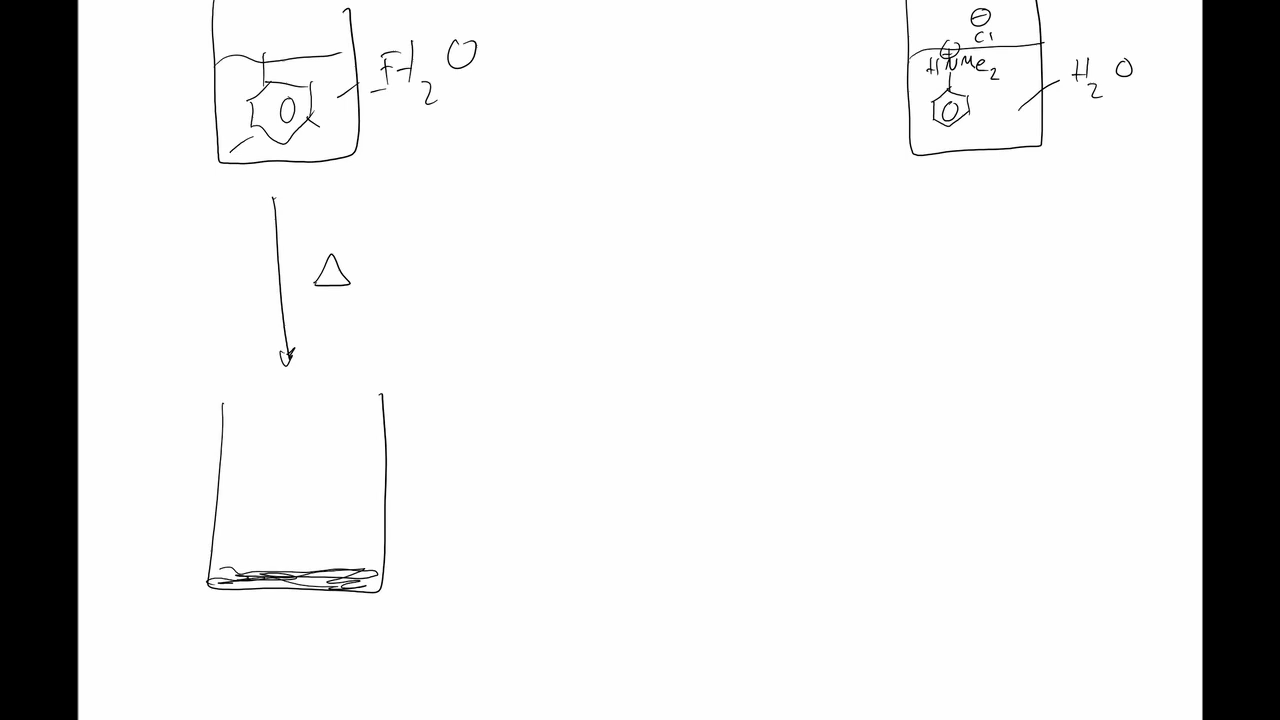 H₂O
⊖
Cl
⊕
HNMe₂
H₂O
Δ